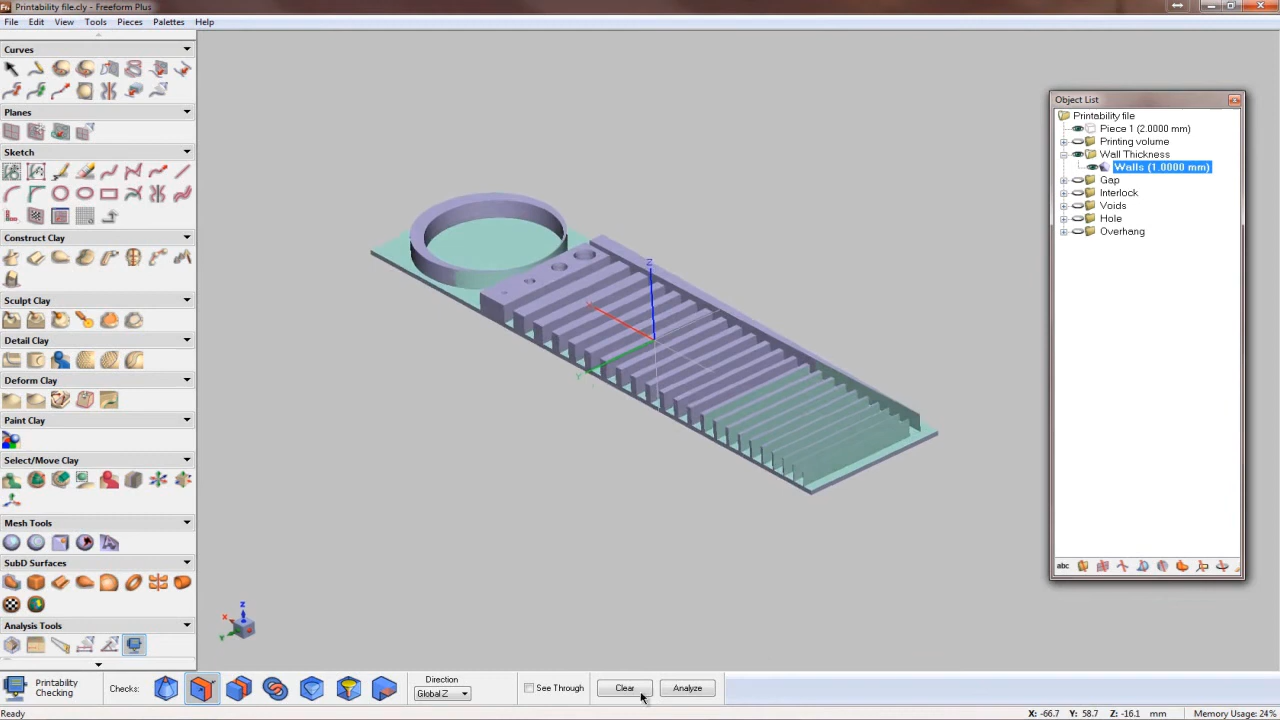 Printability file.cly - Freeform Plus
File Edit View Tools Pieces Palettes Help
Curves
Planes
Sketch
Construct Clay
Sculpt Clay
Detail Clay
Deform Clay
Paint Clay
Select/Move Clay
Mesh Tools
SubD Surfaces
Analysis Tools
Z
Y
Z
X
Y
Object List
Printability file
Piece 1 (2.0000 mm)
Printing volume
Wall Thickness
Walls (1.0000 mm)
Gap
Interlock
Voids
Hole
Overhang
abc
Printability
Checking
Checks:
Direction
Global Z
See Through
Clear
Analyze
Ready
X: -66.7 Y: 58.7 Z: -16.1 mm Memory Usage: 24%